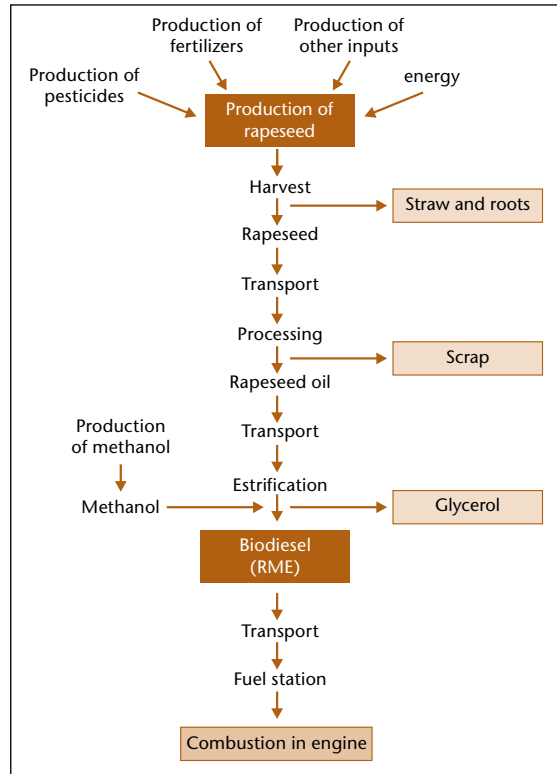 Production of
fertilizers
Production of
other inputs
Production of
pesticides
energy
Production of
rapeseed
Harvest
Straw and roots
Rapeseed
Transport
Processing
Scrap
Rapeseed oil
Transport
Production
of methanol
Estrification
Methanol
Glycerol
Biodiesel
(RME)
Transport
Fuel station
Combustion in engine